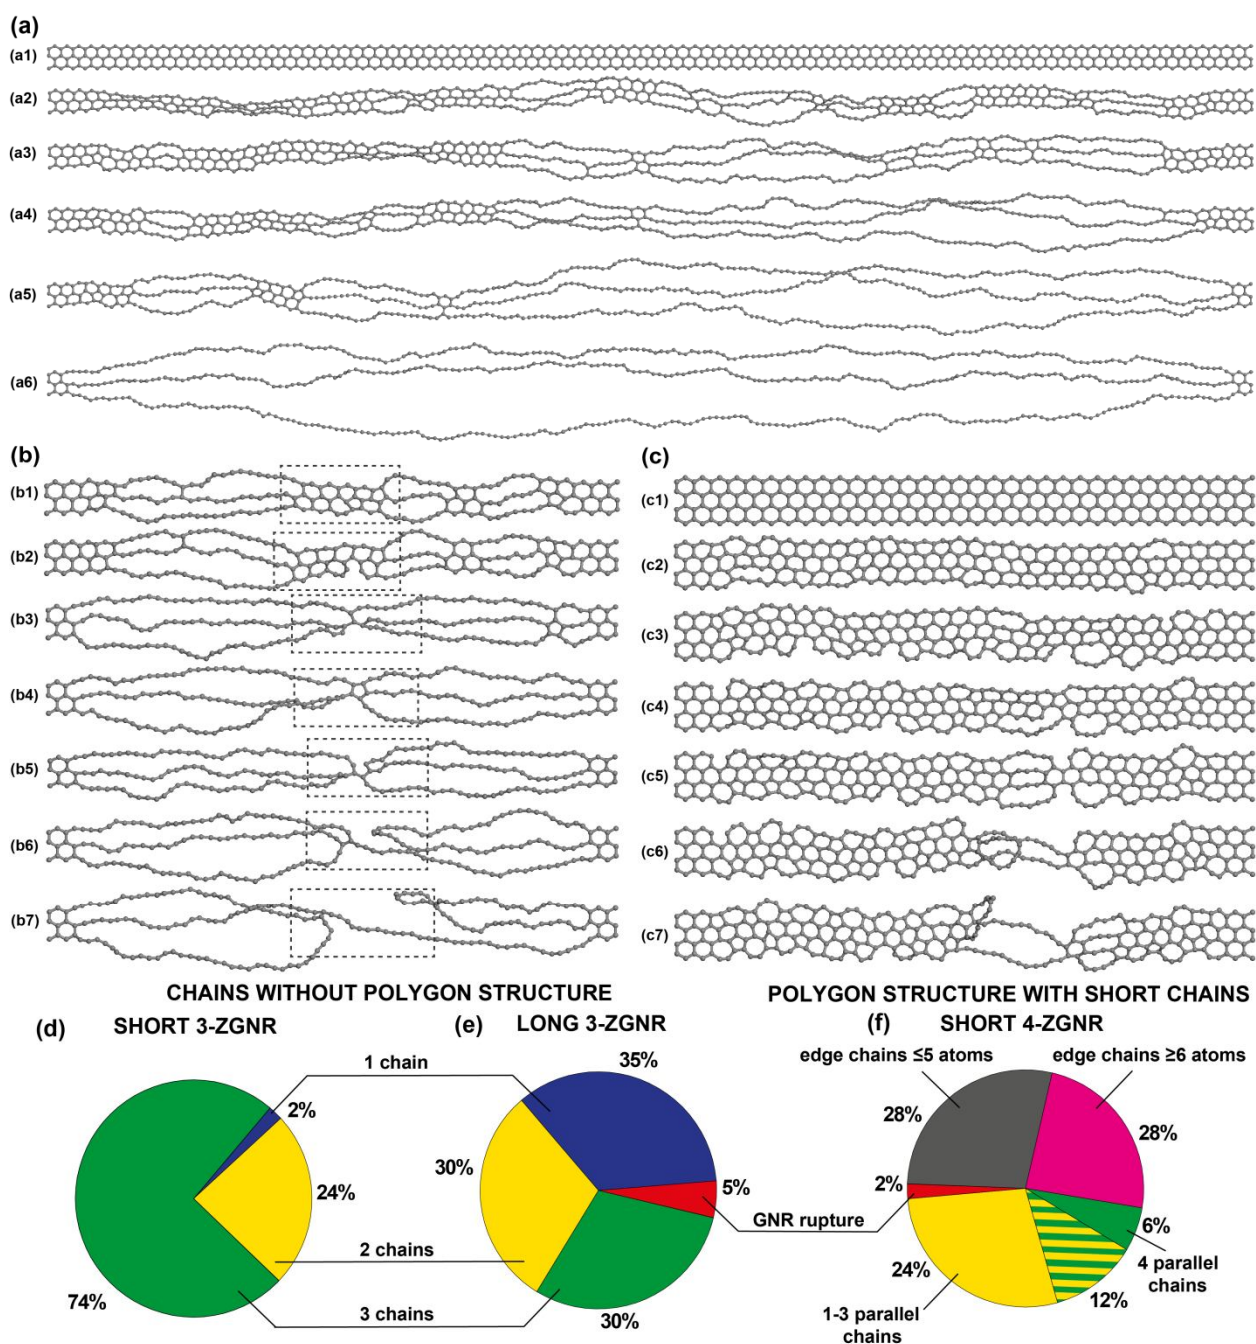 (a)
(a1)
(a2)
(a3)
(a4)
(a5)
(a6)
(b)
(b1)
(b2)
(b3)
(b4)
(b5)
(b6)
(b7)
(c)
(c1)
(c2)
(c3)
(c4)
(c5)
(c6)
(c7)
CHAINS WITHOUT POLYGON STRUCTURE
POLYGON STRUCTURE WITH SHORT CHAINS
(d)
SHORT 3-ZGNR
(e)
LONG 3-ZGNR
(f)
SHORT 4-ZGNR
1 chain
2%
24%
2 chains
74%
3 chains
35%
30%
5%
30%
GNR rupture
edge chains ≤5 atoms
edge chains ≥6 atoms
28%
28%
2%
6%
4 parallel
chains
24%
12%
1-3 parallel
chains